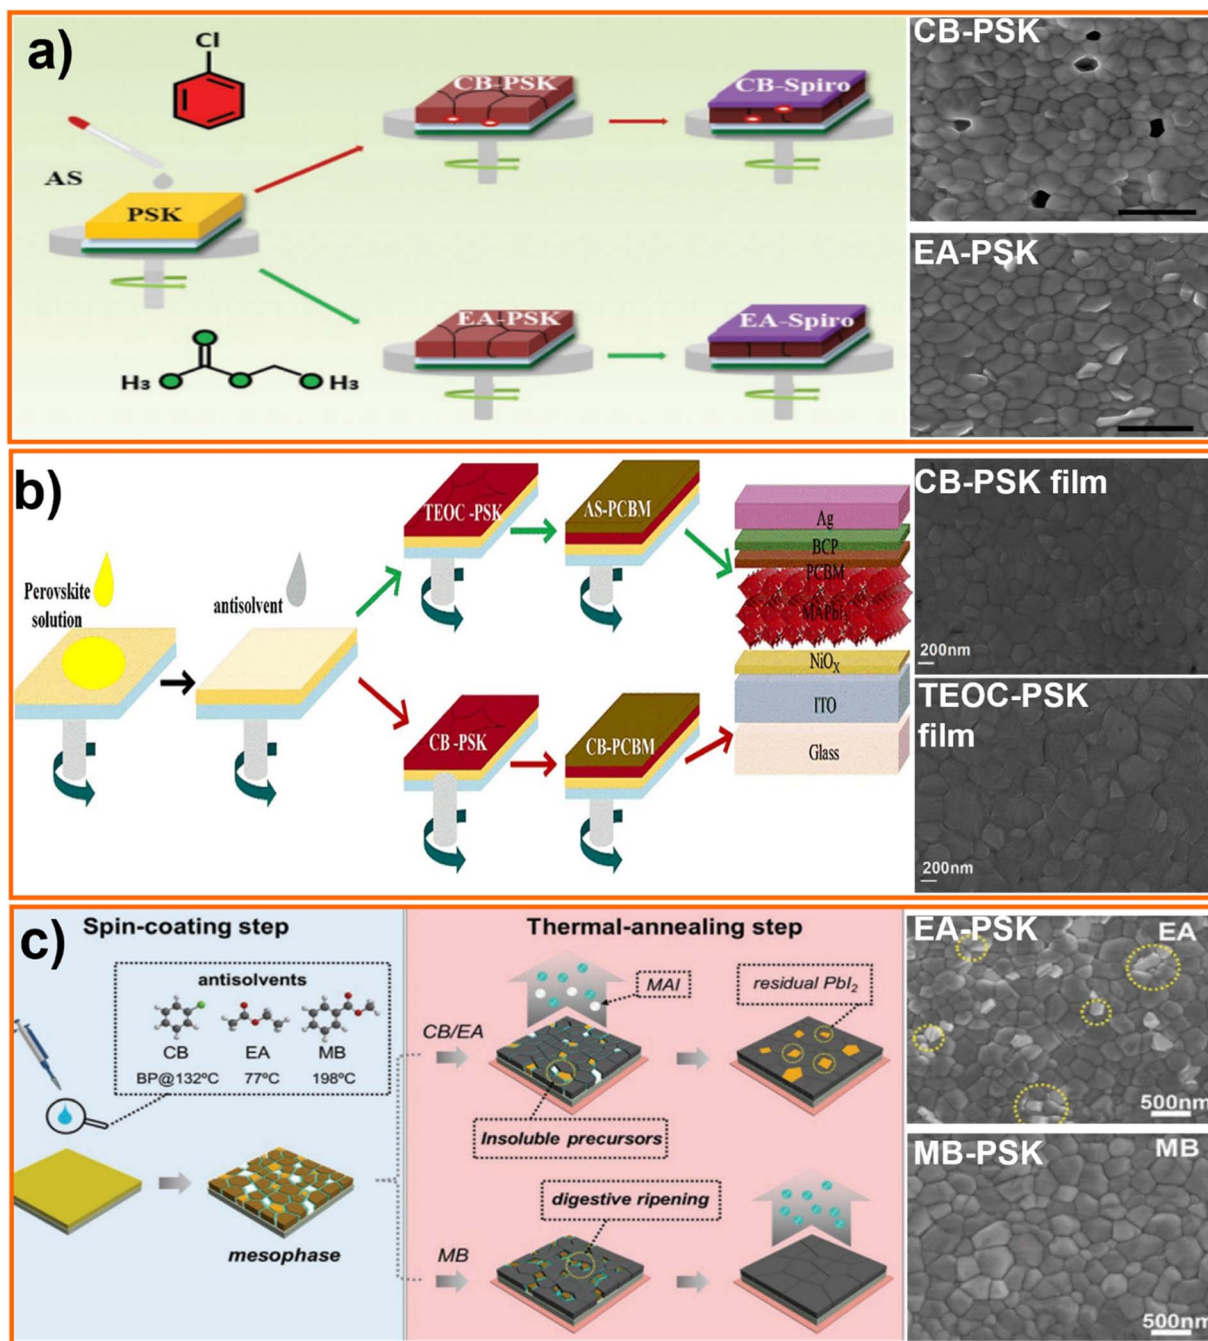 a)
Cl
AS
PSK
CB-PSK
CB-Spiro
H₃
H₃
EA-PSK
EA-Spiro
CB-PSK
EA-PSK
b)
Perovskite
solution
antisolvent
TEOC -PSK
AS-PCBM
CB -PSK
CB-PCBM
Ag
BCP
PCBM
MAPbI₃
NiOX
ITO
Glass
CB-PSK film
200nm
TEOC-PSK
film
200nm
c)
Spin-coating step
antisolvents
CB EA MB
BP@132ºC 77ºC 198ºC
mesophase
Thermal-annealing step
CB/EA
MAI
residual PbI₂
Insoluble precursors
digestive ripening
MB
EA-PSK
EA
500nm
MB-PSK
MB
500nm